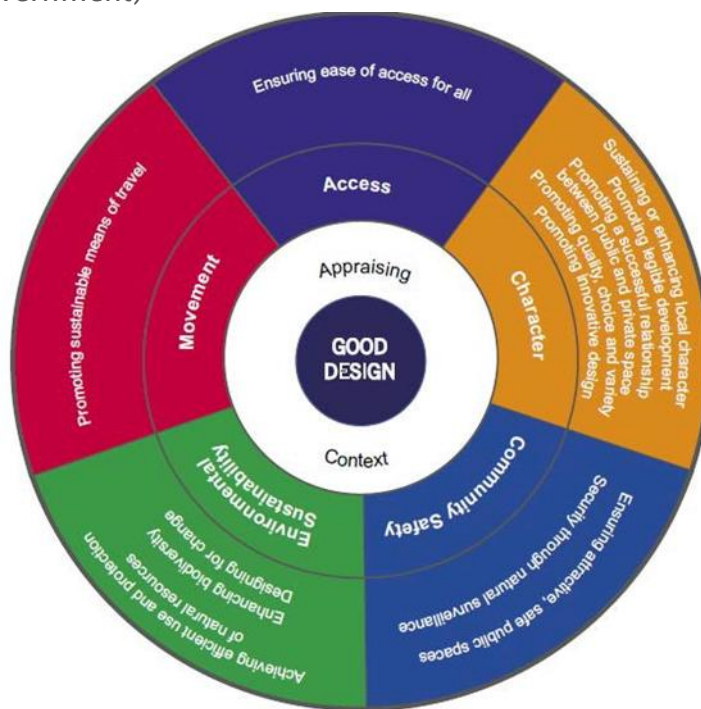 Ensuring ease of access for all
Access
Sustaining or enhancing local character
Promoting legible development
Promoting a successful relationship
between public and private space
Promoting quality, choice and variety
Promoting innovative design
Character
Community Safety
Ensuring attractive, safe public spaces
Security through natural surveillance
Environmental
Sustainability
Achieving efficient use and protection
of natural resources
Enhancing biodiversity
Designing for change
Movement
Promoting sustainable means of travel
Appraising
GOOD
DESIGN
Context